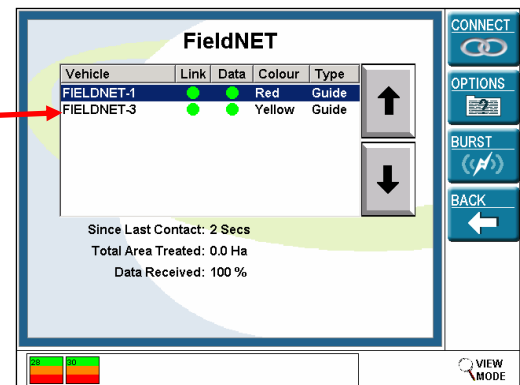 FieldNET
Vehicle Link Data Colour Type
FIELDNET-1 Red Guide
FIELDNET-3 Yellow Guide
Since Last Contact: 2 Secs
Total Area Treated: 0.0 Ha
Data Received: 100 %
CONNECT
OPTIONS
?
BURST
BACK
28 30
VIEW
MODE